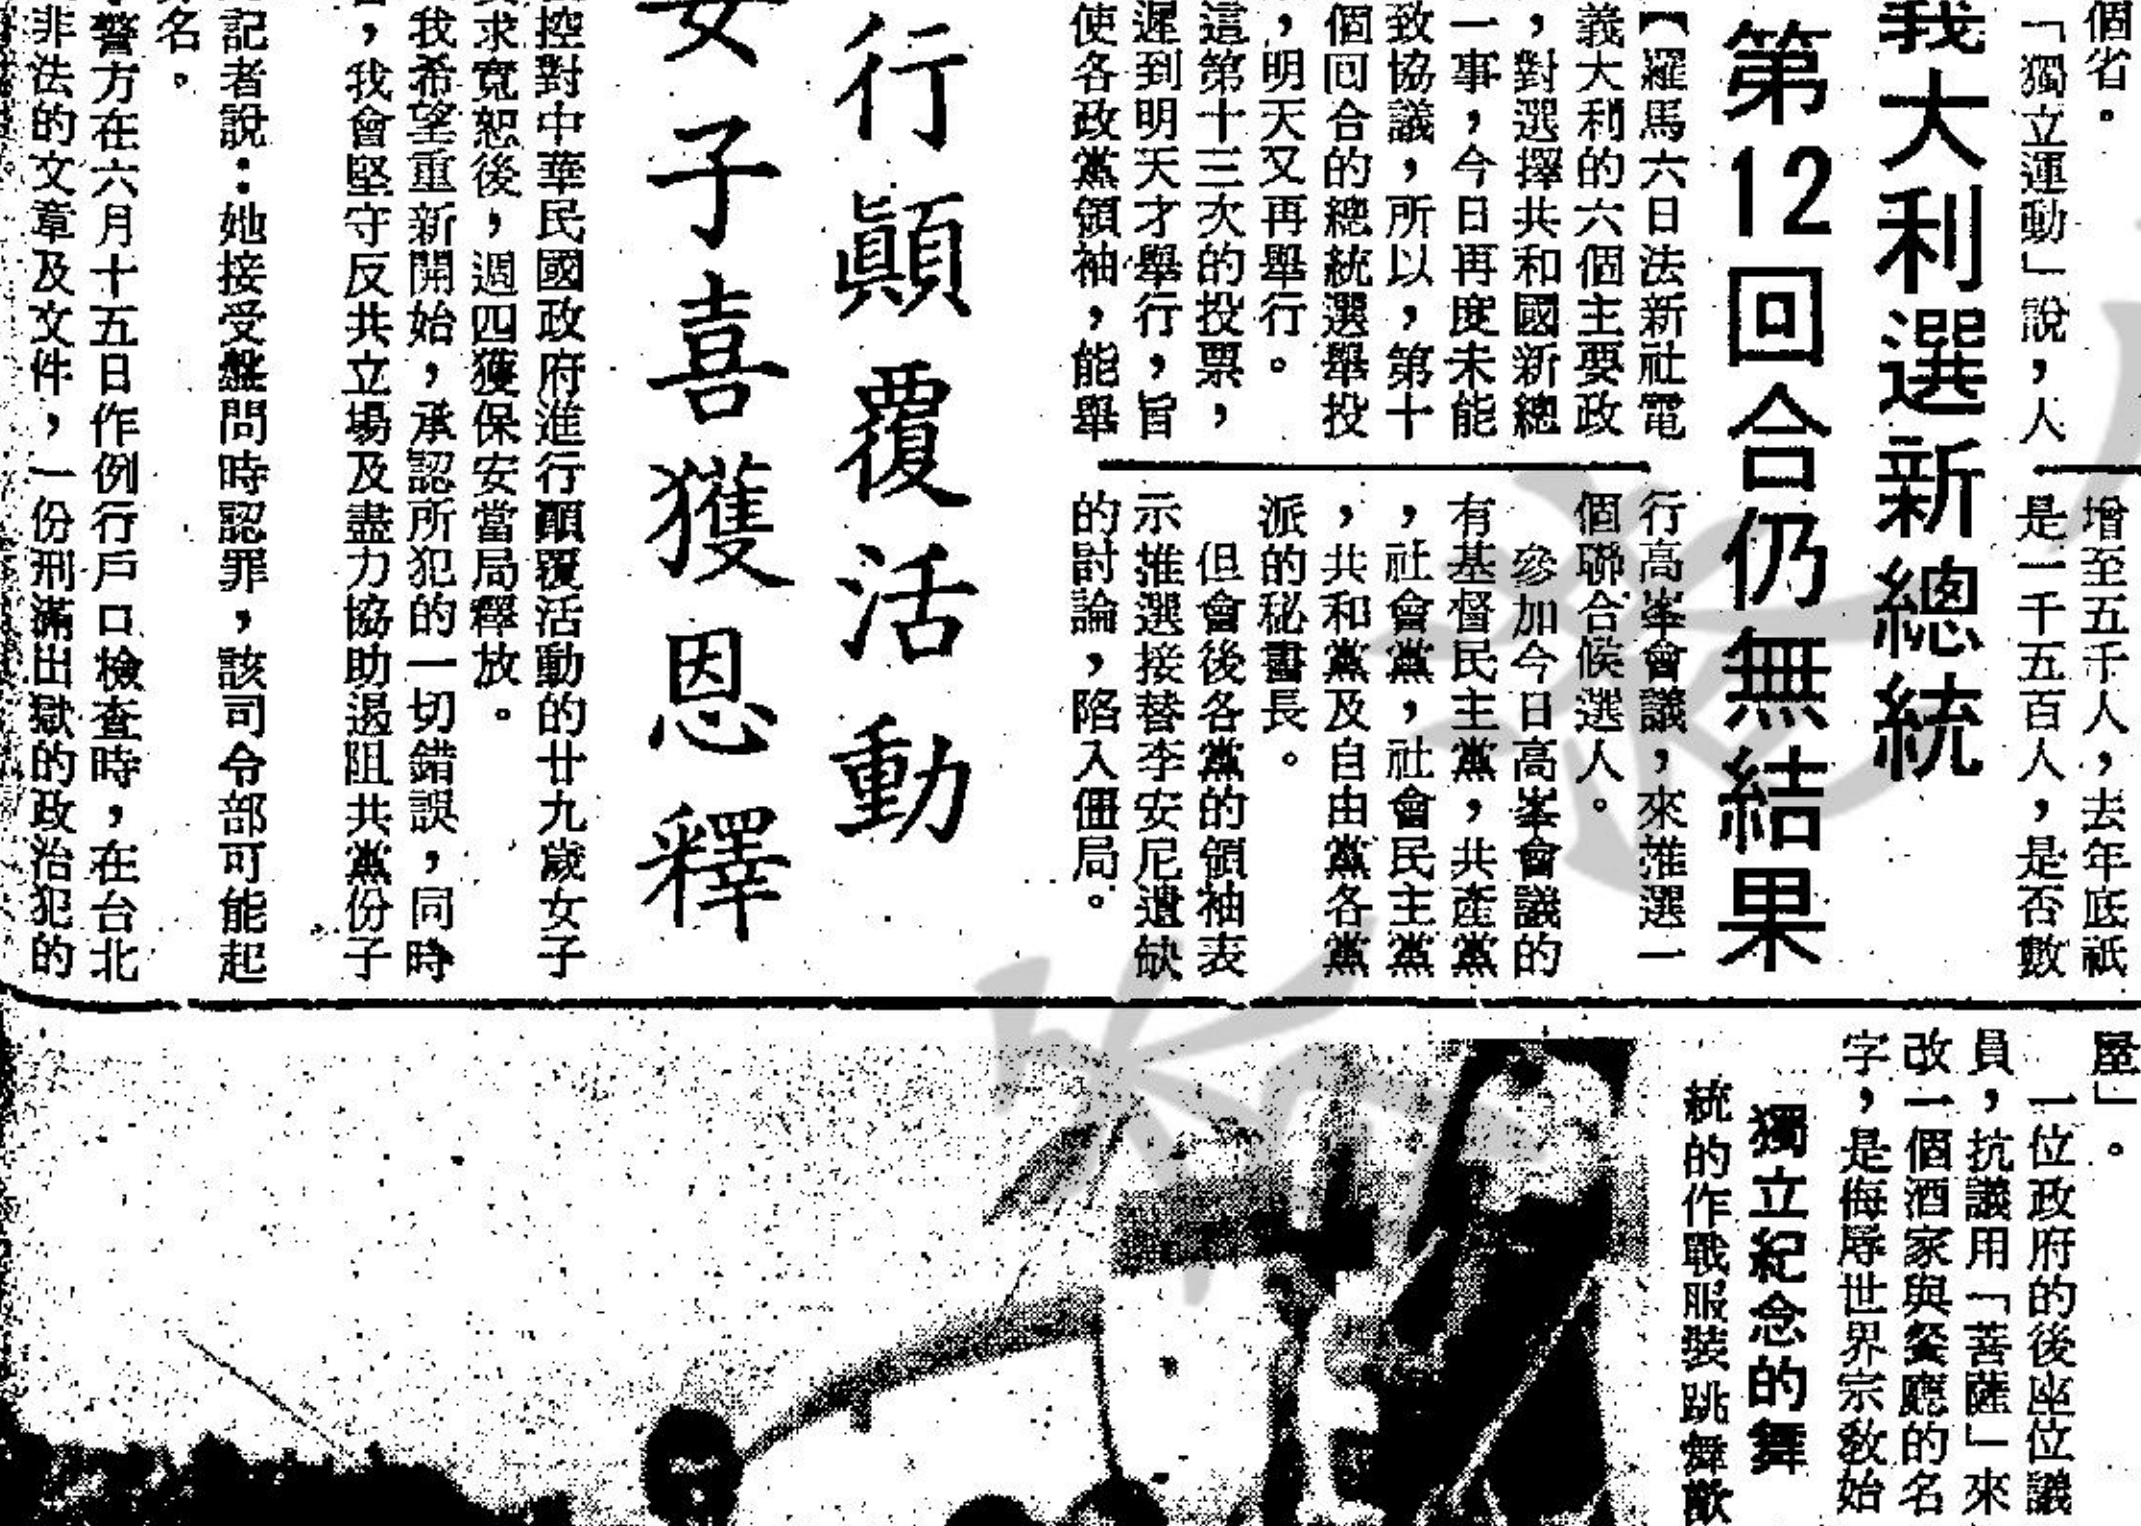 個省。
「獨立運動」說，人
增至五千人，去年底祇
是一千五百人，是否數
義大利選新總統
第12回合仍無結果
【羅馬六日法新社電
義大利的六個主要政
，對選擇共和國新總
一事，今日再度未能
致協議，所以，第十
個回合的總統選舉投
，明天又再舉行。
這第十三次的投票，
遲到明天才舉行，旨
使各政黨領袖，能舉
行高峯會議，來推選一
個聯合候選人。
參加今日高峯會議的
有基督民主黨，共產黨
，社會黨，社會民主黨
，共和黨及自由黨各黨
派的秘書長。
但會後各黨的領袖表
示推選接替李安尼遺缺
的討論，陷入僵局。
行顛覆活動
女子喜獲恩釋
控對中華民國政府進行顛覆活動的廿九歲女子
求寬恕後，週四獲保安當局釋放。
我希望重新開始，承認所犯的一切錯誤，同時
，我會堅守反共立場及盡力協助遏阻共黨份子
記者說：她接受盤問時認罪，該司令部可能起
名。
警方在六月十五日作例行戶口檢查時，在台北
非法的文章及文件，一份刑滿出獄的政治犯的
屋」。
一位政府的後座位議
員，抗議用「菩薩」來
改一個酒家與餐廳的名
字，是侮辱世界宗敎始
獨立紀念的舞
統的作戰服裝跳舞歡